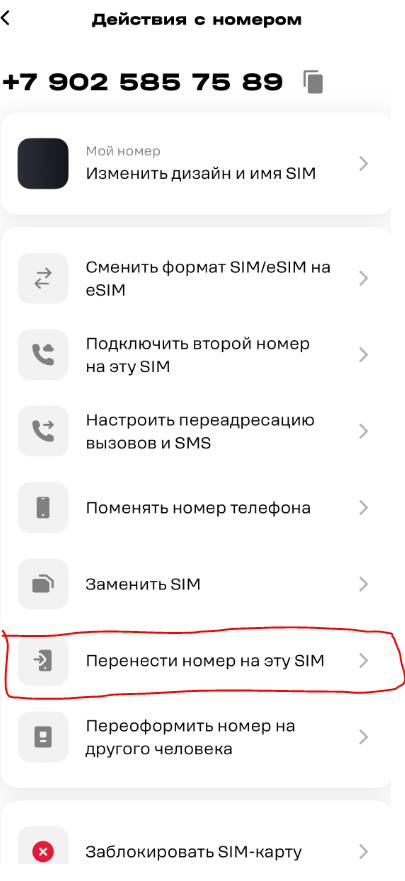 Действия с номером
+7 902 585 75 89
Мой номер
Изменить дизайн и имя SIM
Сменить формат SIM/eSIM на
eSIM
Подключить второй номер
на эту SIM
Настроить переадресацию
вызовов и SMS
Поменять номер телефона
Заменить SIM
Перенести номер на эту SIM
Переоформить номер на
другого человека
Заблокировать SIM-карту